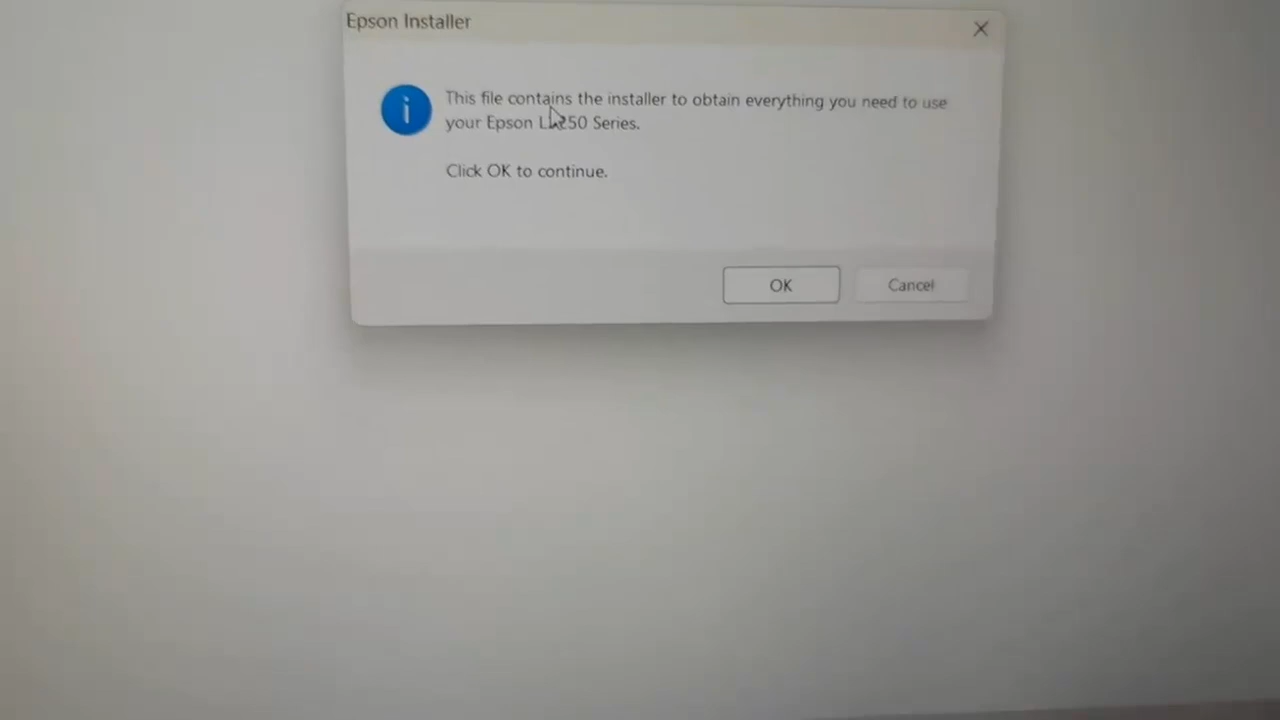 Epson Installer
This file contains the installer to obtain everything you need to use
your Epson Series.
Click OK to continue.
OK
Cancel